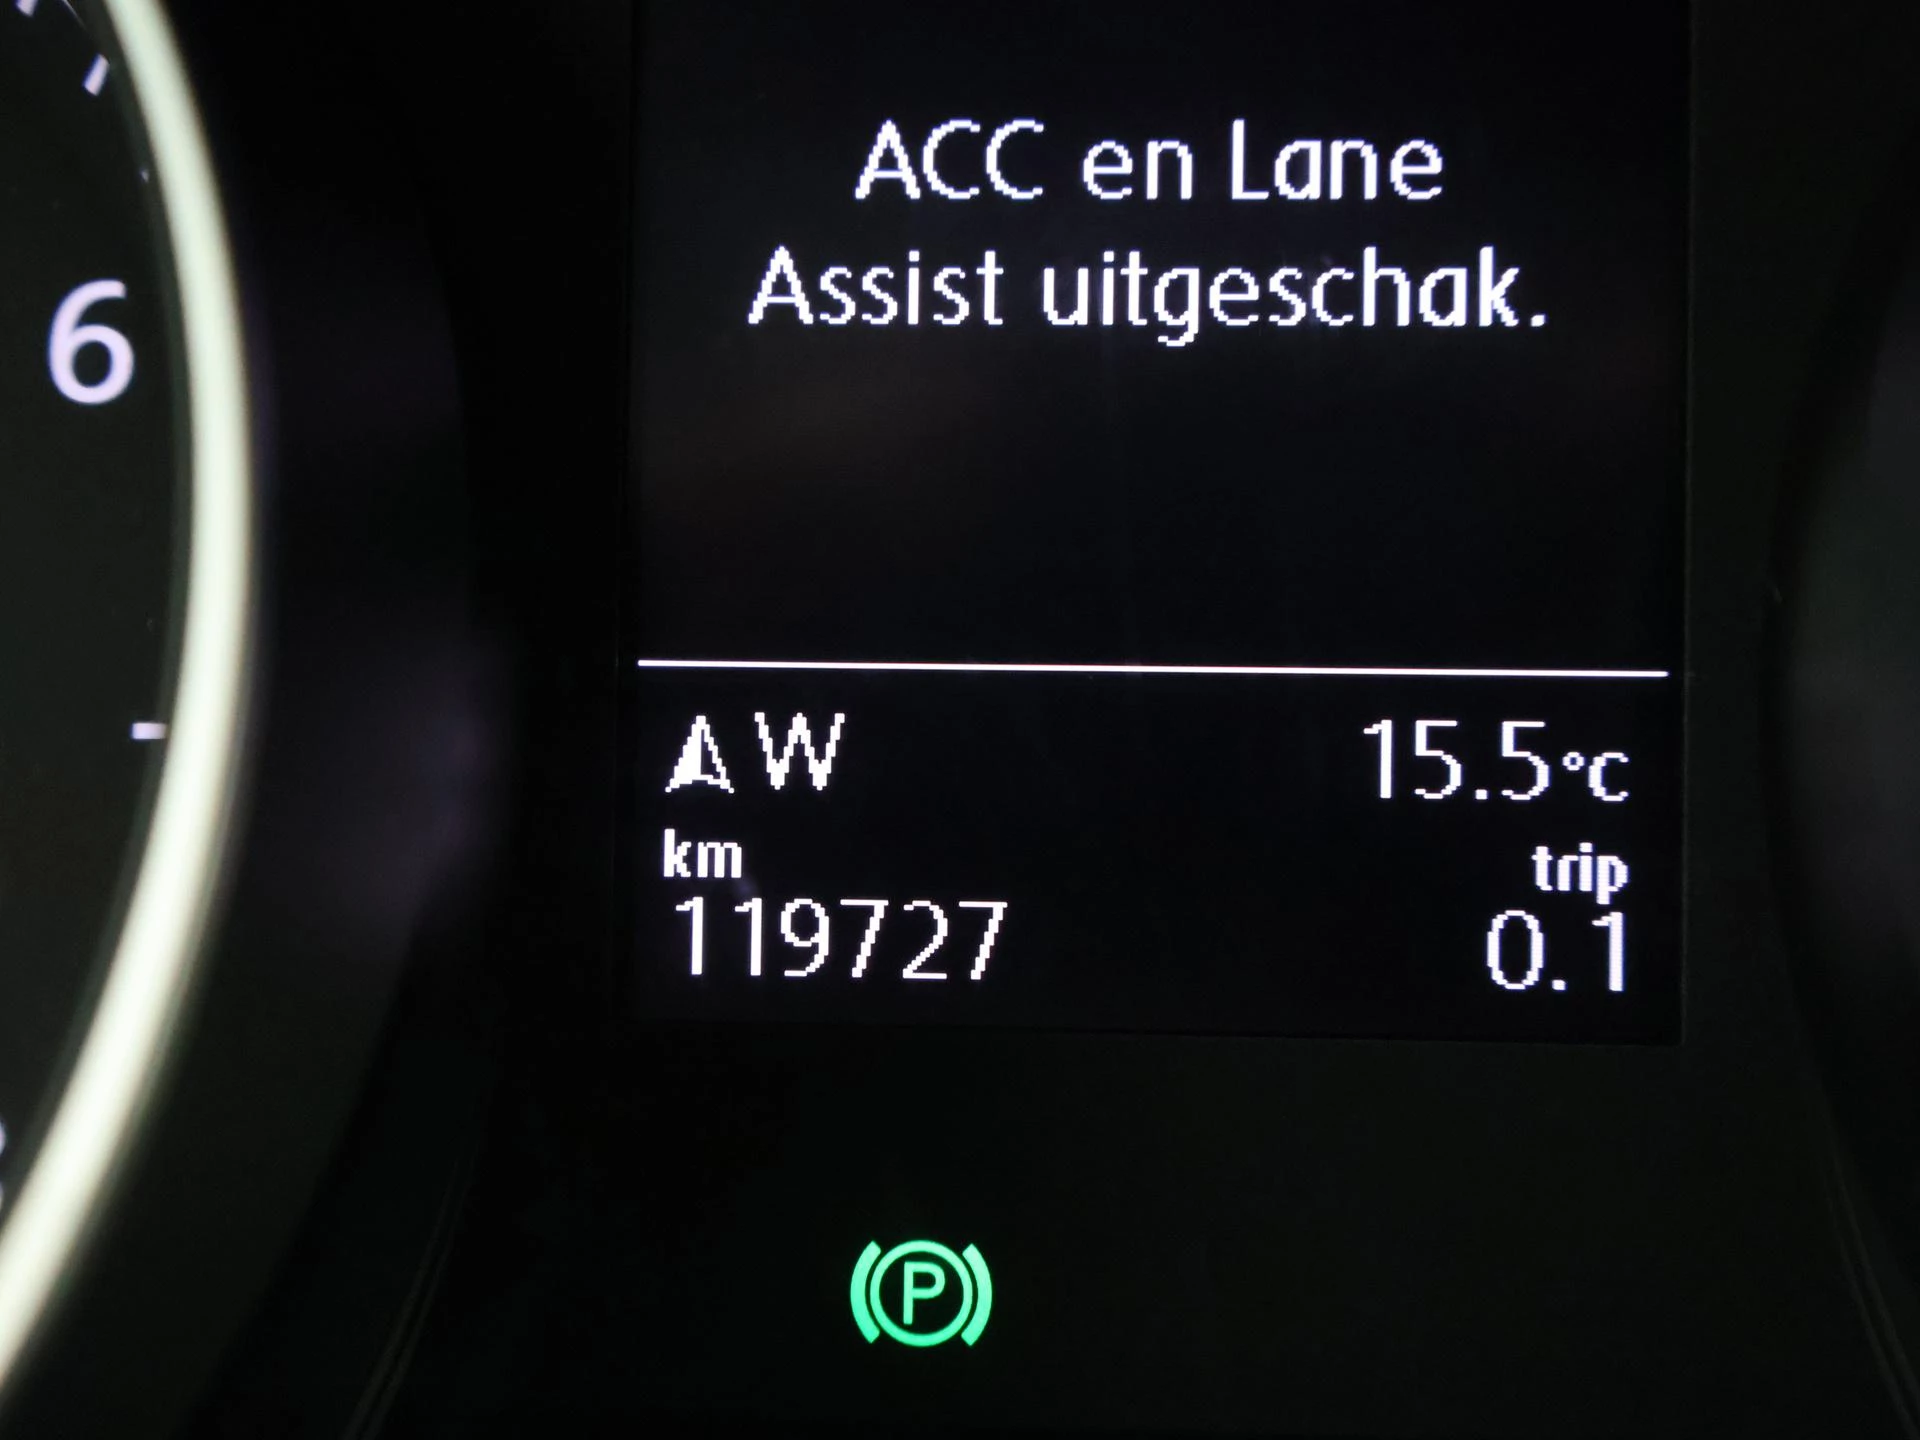 6
ACC en Lane
Assist uitgeschak.
W 15.5°C
km trip
119727 0.1
P